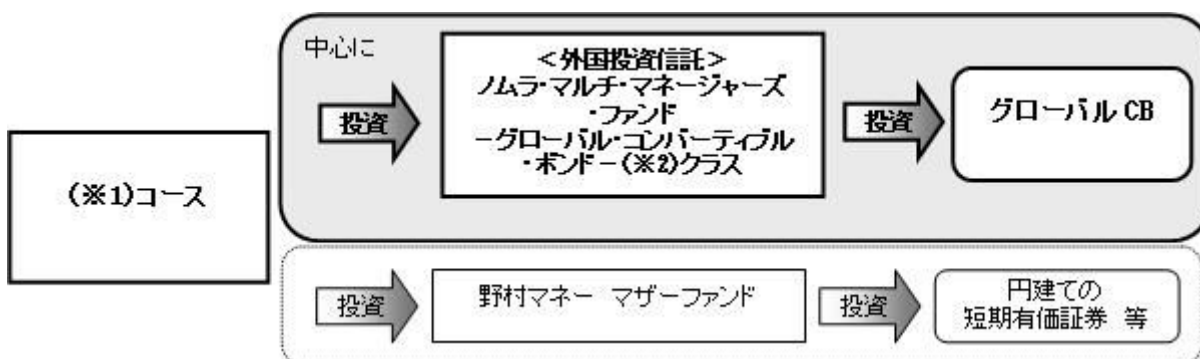 中心に
<外国投資信託>
ノムラ・マルチ・マネージャーズ
・ファンド
－グローバル・コンバーティブル
・ボンド－(※2)クラス
投資
投資
グローバル CB
(※1)コース
投資
野村マネー マザーファンド
投資
円建ての
短期有価証券 等